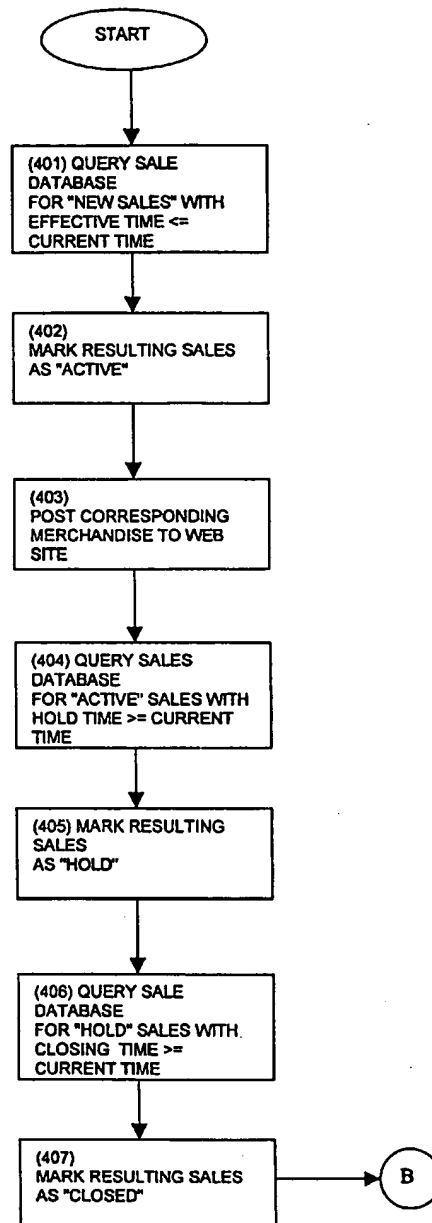 START
(401) QUERY SALE
DATABASE
FOR "NEW SALES" WITH
EFFECTIVE TIME <=
CURRENT TIME
(402)
MARK RESULTING SALES
AS "ACTIVE"
(403)
POST CORRESPONDING
MERCHANDISE TO WEB
SITE
(404) QUERY SALES
DATABASE
FOR "ACTIVE" SALES WITH
HOLD TIME >= CURRENT
TIME
(405) MARK RESULTING
SALES
AS "HOLD"
(406) QUERY SALE
DATABASE
FOR "HOLD" SALES WITH
CLOSING TIME >=
CURRENT TIME
(407)
MARK RESULTING SALES
AS "CLOSED"
B